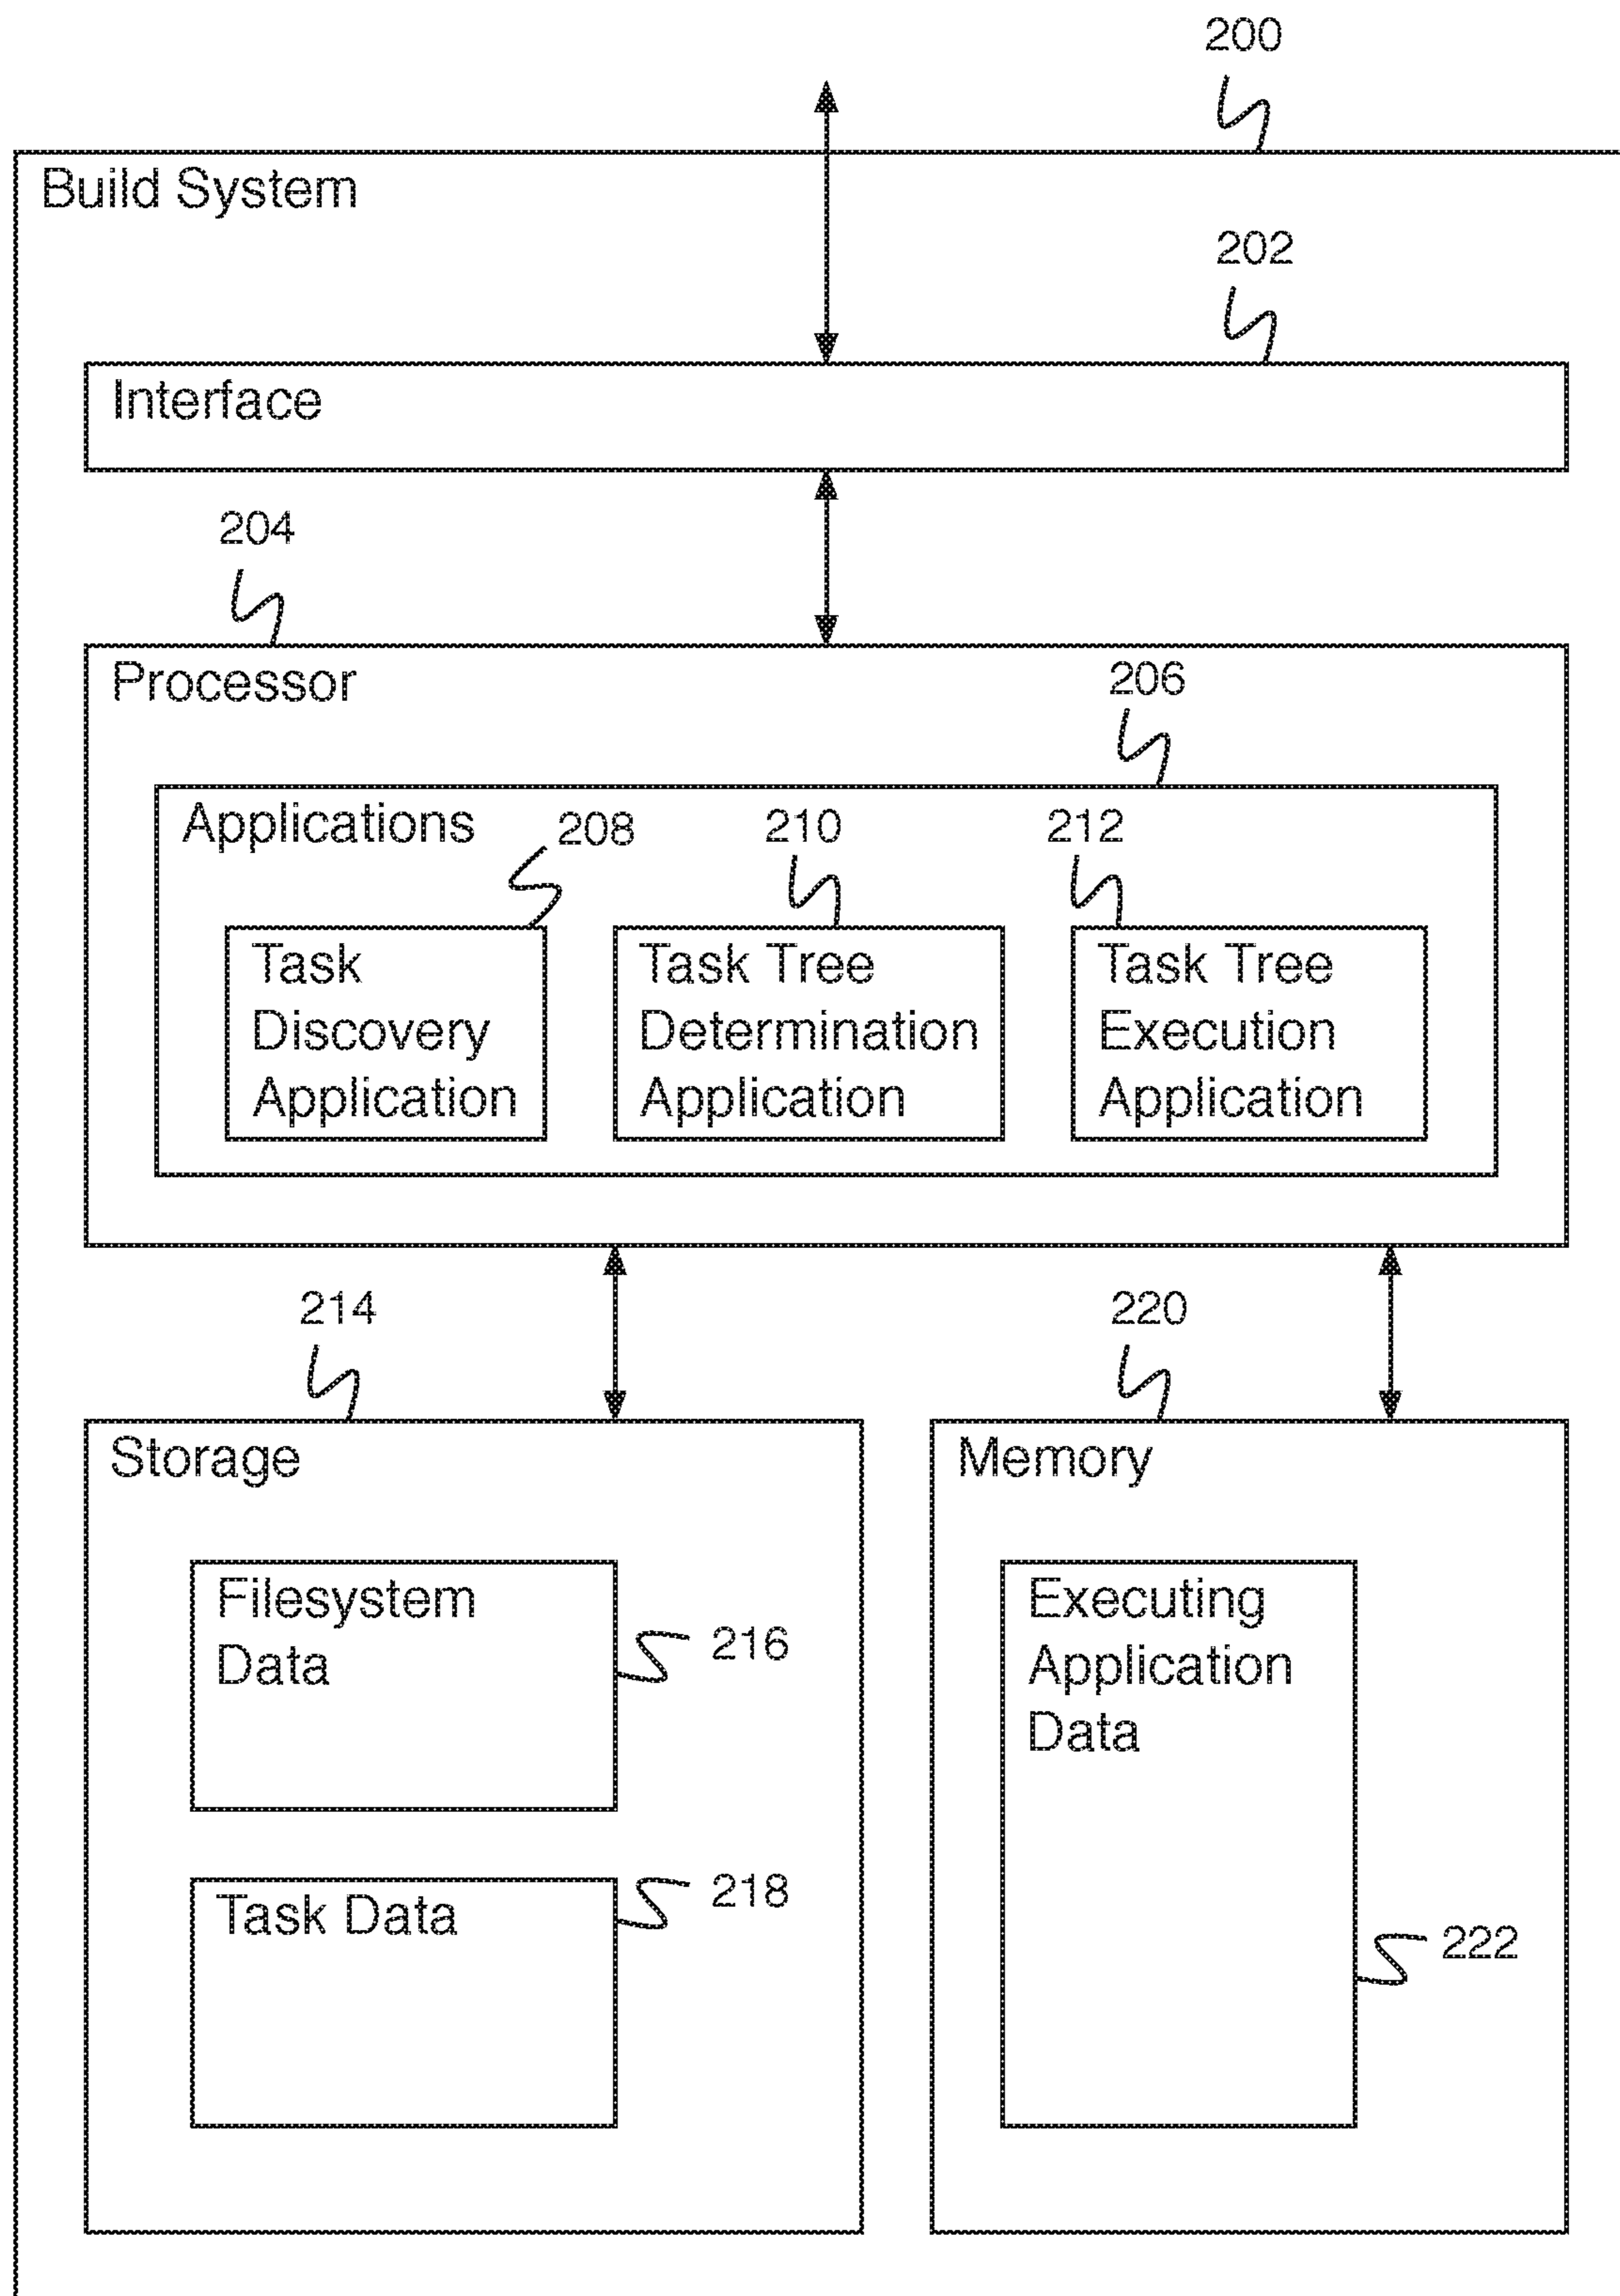 200
Build System
202
Interface
204
Processor
206
Applications
208
210
212
Task
Discovery
Application
Task Tree
Determination
Application
Task Tree
Execution
Application
214
220
Storage
Memory
Filesystem
Data
216
Executing
Application
Data
Task Data
218
222